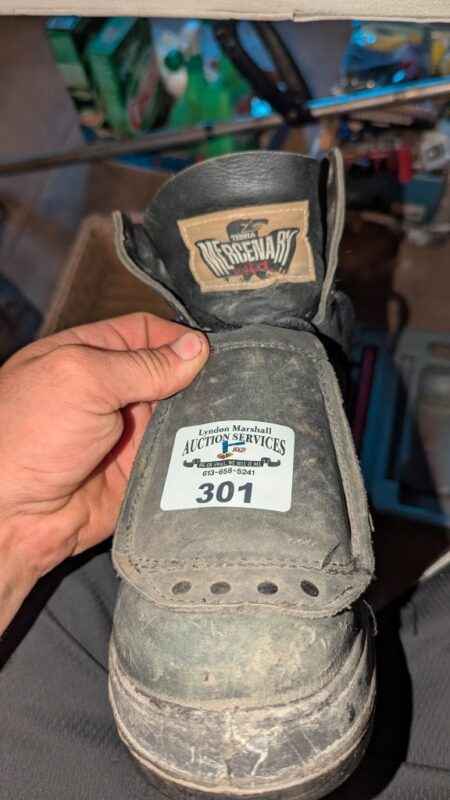 TERRA
MERCENARY
Lyndon Marshall
AUCTION SERVICES
613-658-5241
301